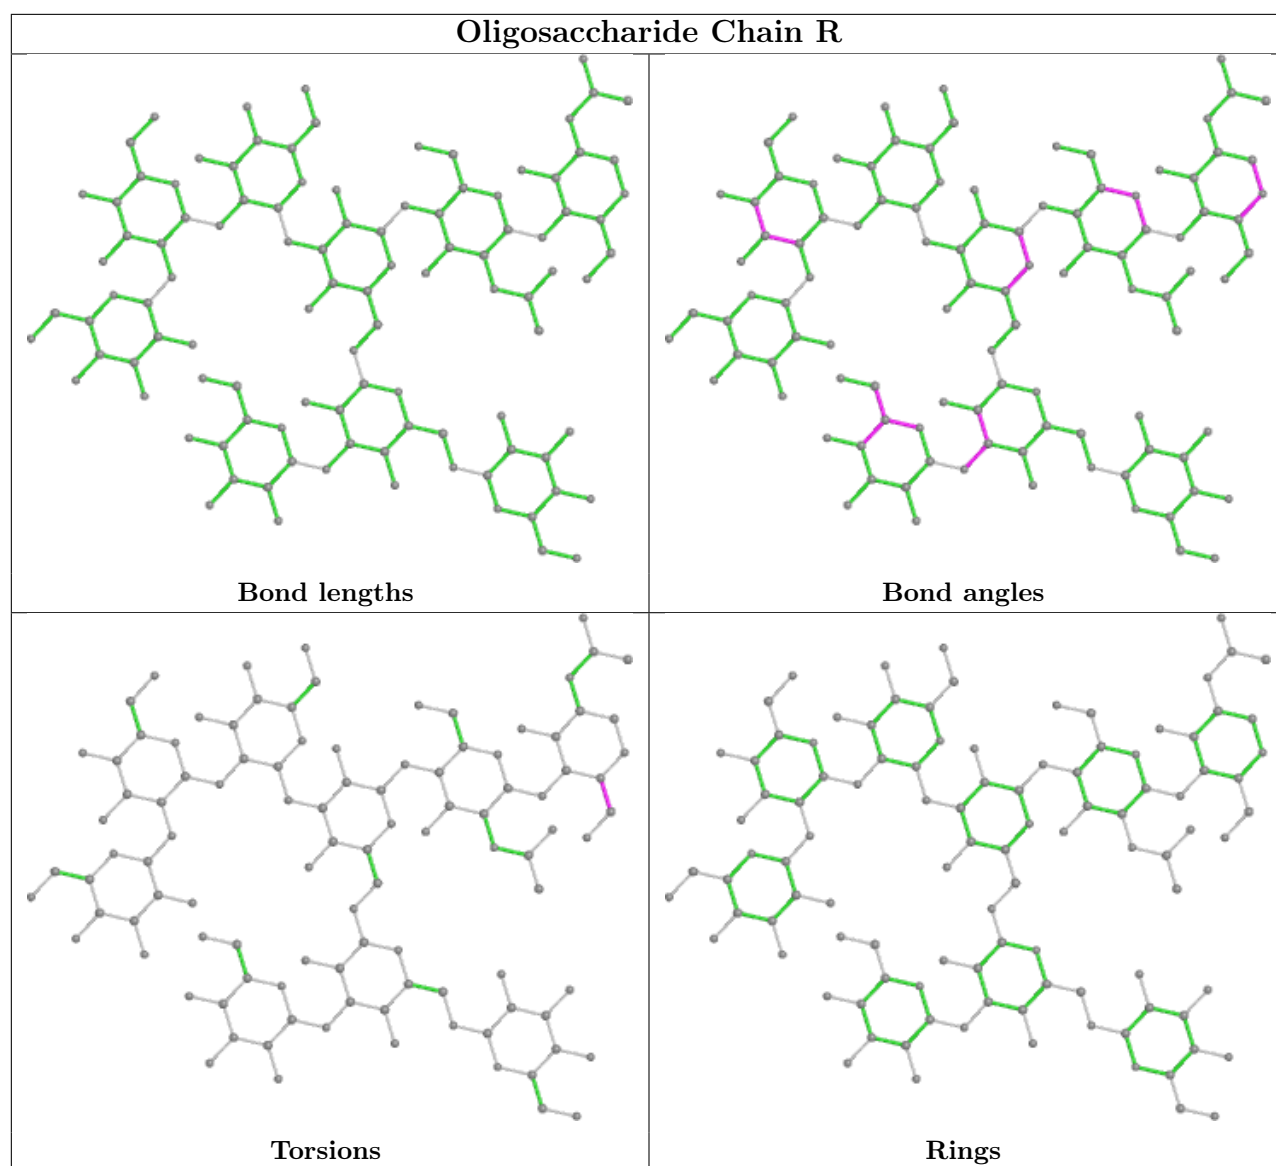 Oligosaccharide Chain R
Bond lengths
Bond angles
Torsions
Rings